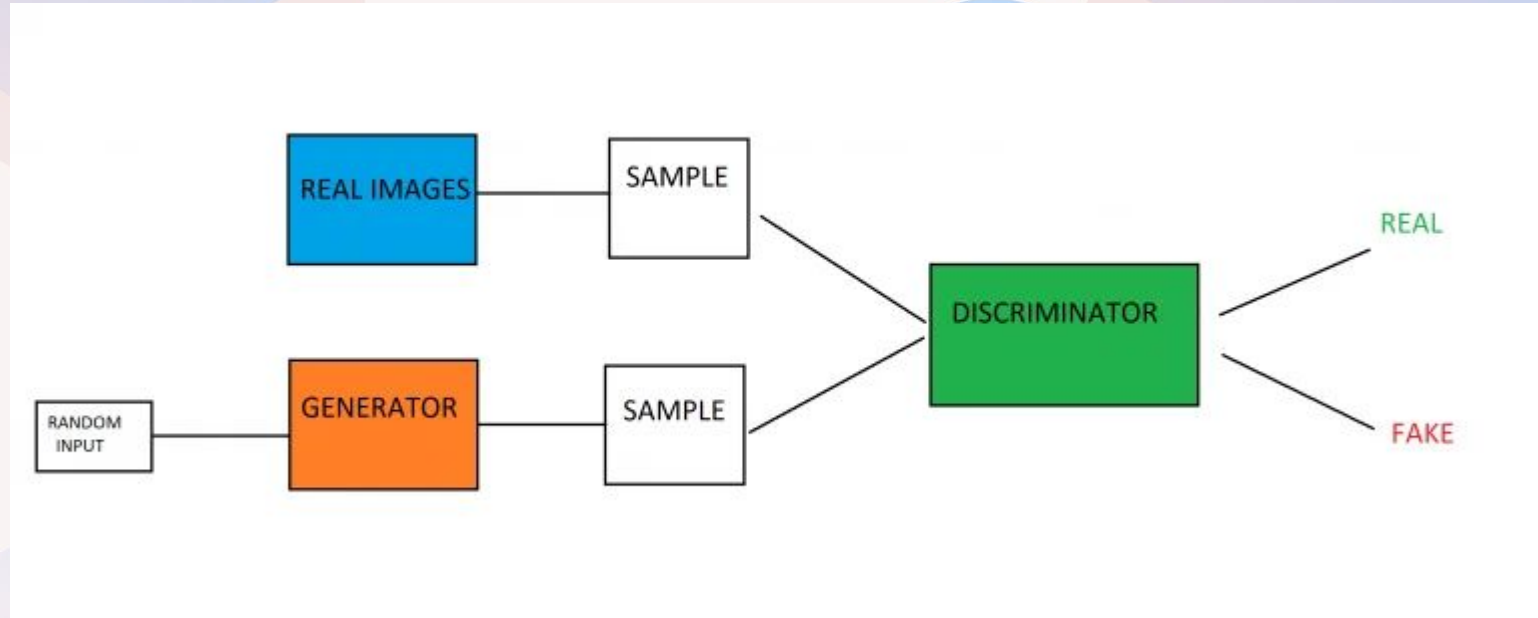 REAL IMAGES
SAMPLE
RANDOM
INPUT
GENERATOR
SAMPLE
DISCRIMINATOR
REAL
FAKE